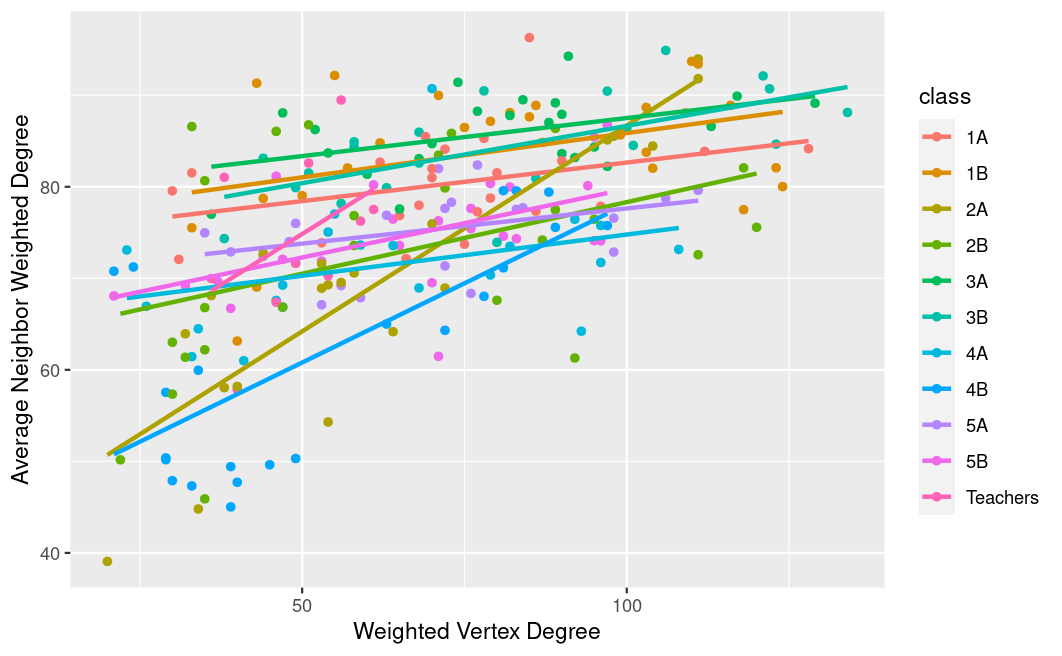 80
60
40
50
100
Weighted Vertex Degree
Average Neighbor Weighted Degree
class
1A
1B
2A
2B
3A
3B
4A
4B
5A
5B
Teachers